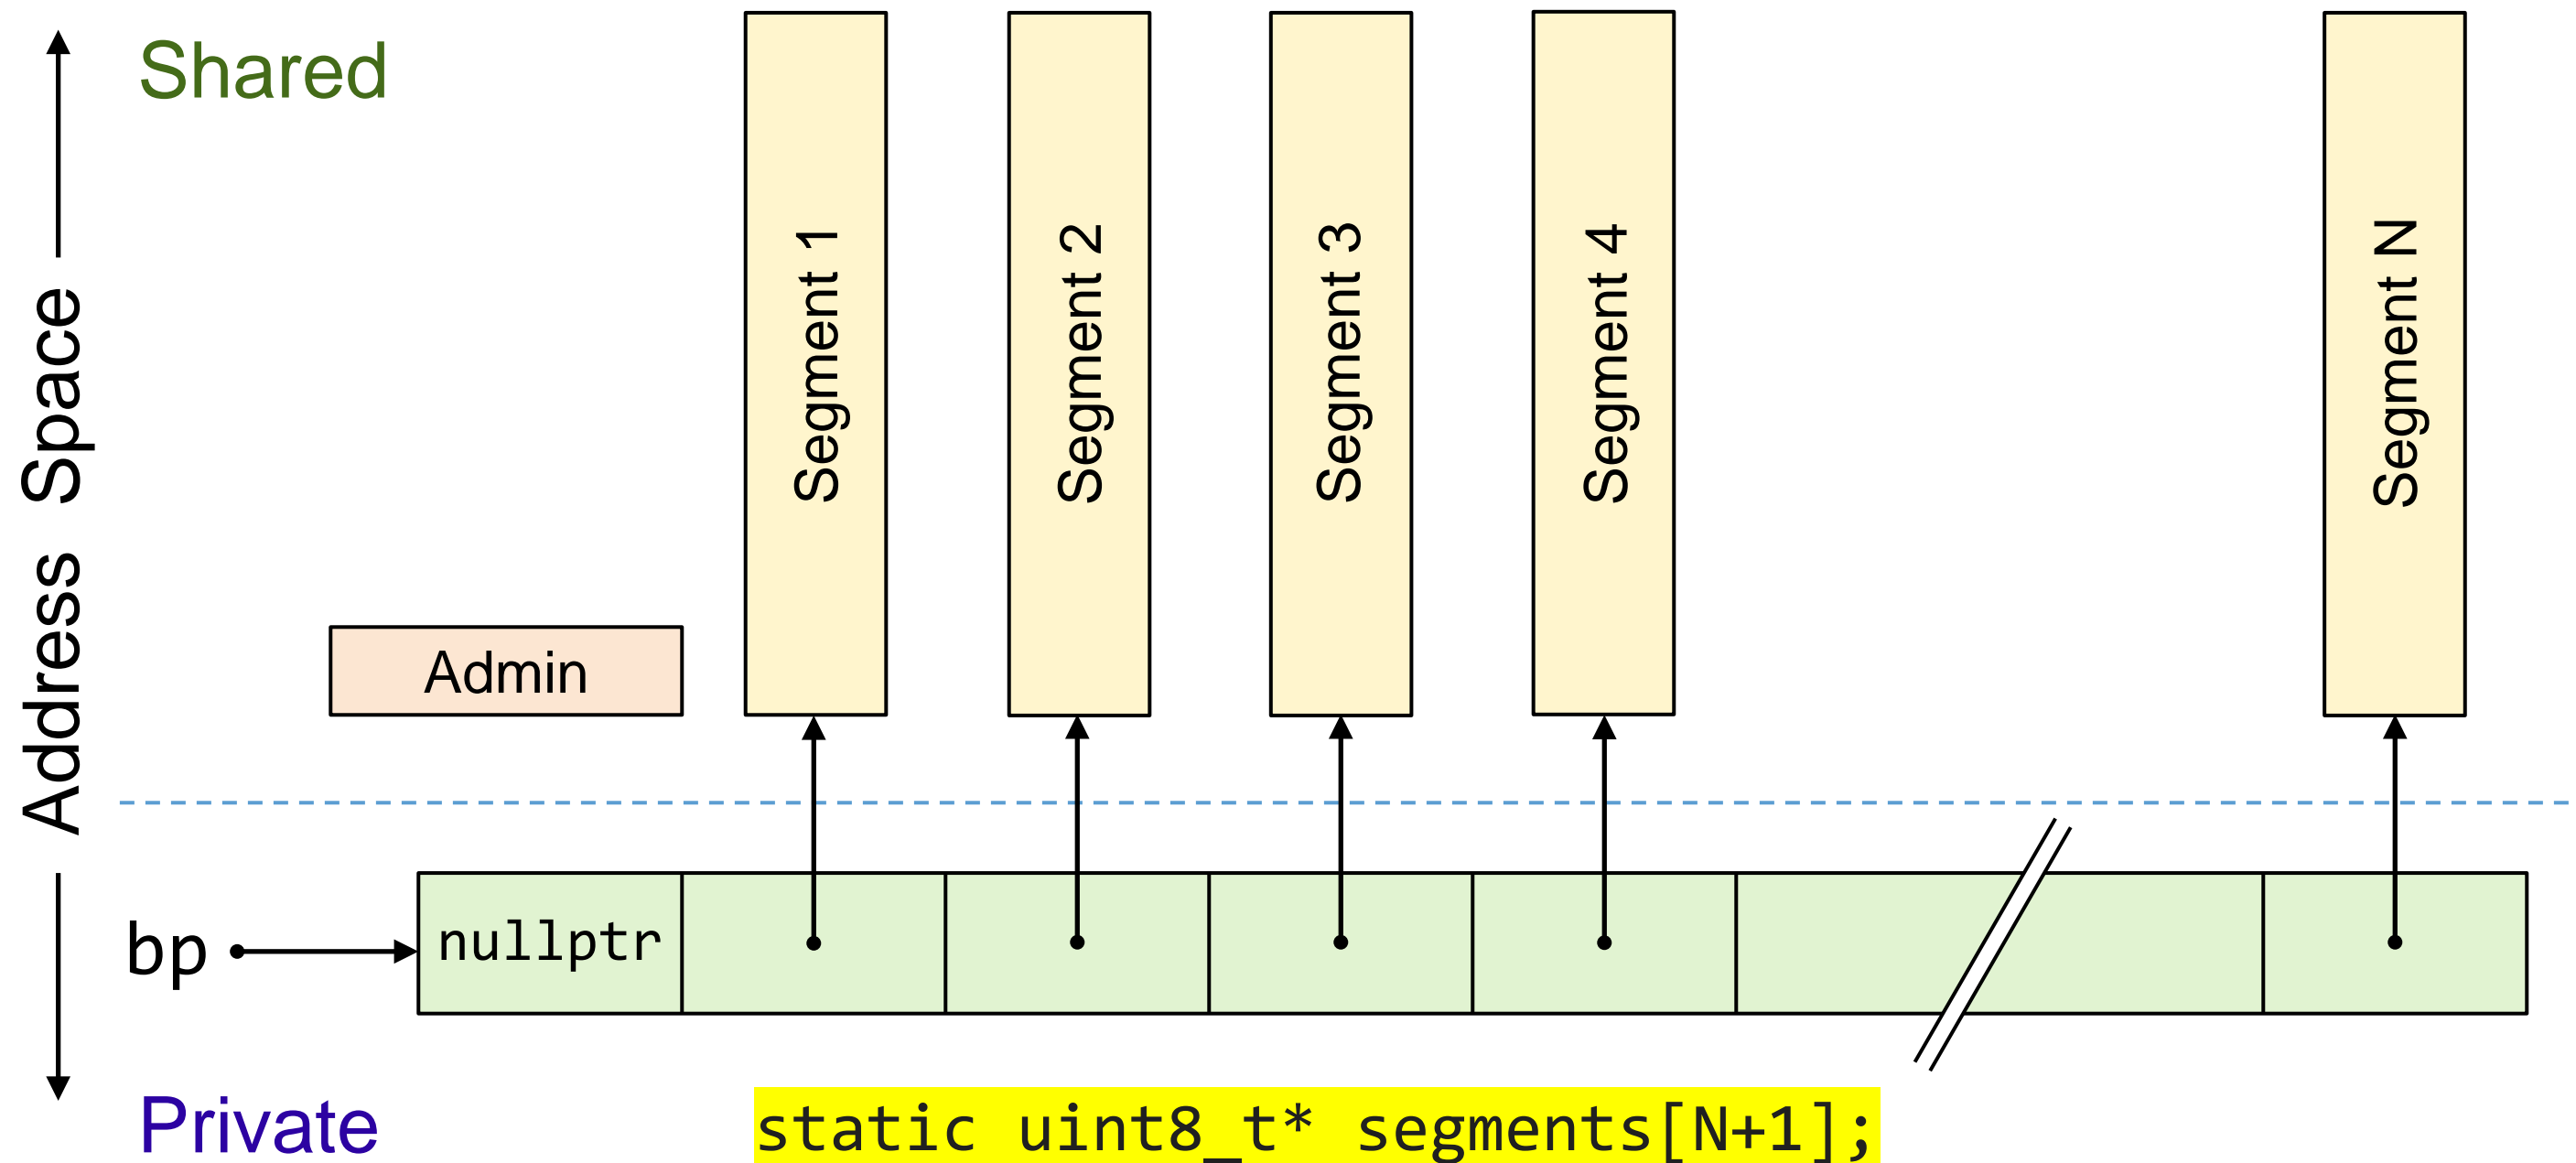 Shared
Address Space
Segment 1
Segment 2
Segment 3
Segment 4
Segment N
Admin
bp
nullptr
Private
static uint8_t* segments[N+1];